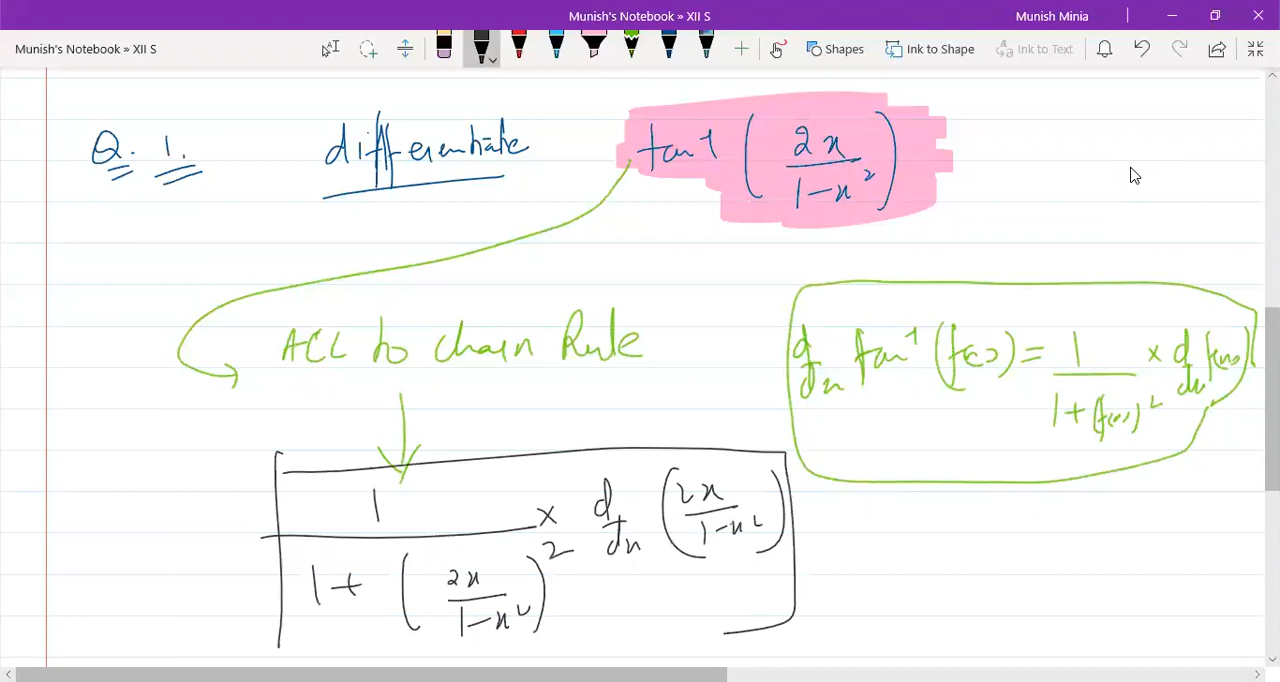 Munish's Notebook » XII S
Munish Minia
Munish's Notebook » XII S
Shapes
Ink to Shape
Ink to Text
Q. 1. differentiate tan⁻¹ (2x/(1-x²))
ACC to chain Rule
d/dx tan⁻¹ (f(x)) = 1/(1+(f(x))²) × d/dx f(x)
1/(1+(2x/(1-x²))²) × d/dx (2x/(1-x²))